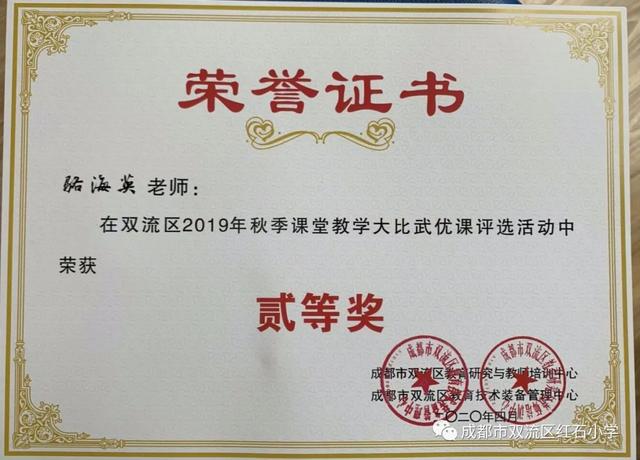 荣誉证书
骆海英老师：
在双流区2019年秋季课堂教学大比武优课评选活动中
荣获
贰等奖
成都市双流区教育研究与教师培训中心
成都市双流区教育技术装备管理中心
二〇二〇年四月
成都市双流区红石小学